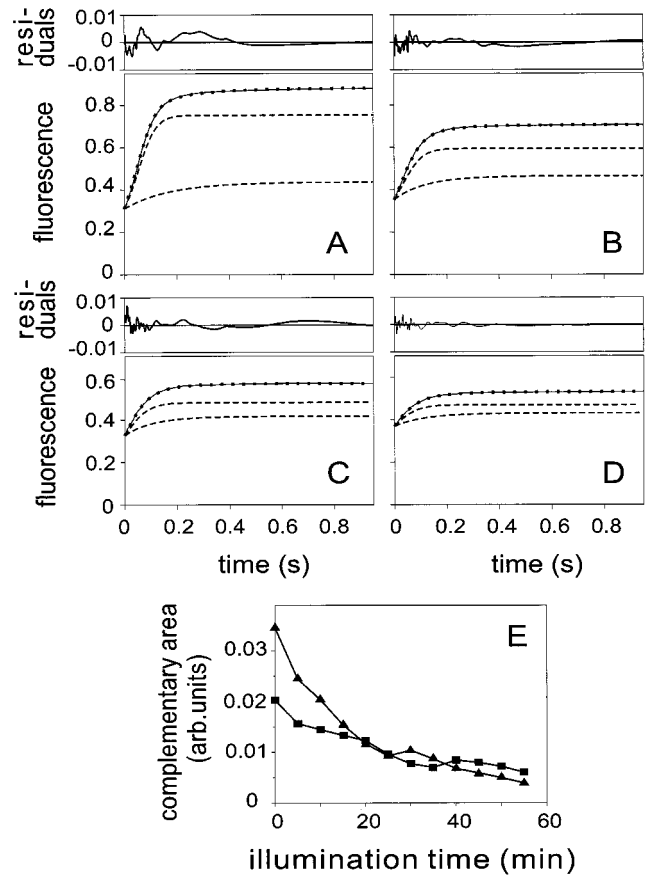 resi-
duals
0.01
0
-0.01
fluorescence
0.8
0.6
0.4
0.2
0
A
B
resi-
duals
0.01
0
-0.01
fluorescence
0.6
0.4
0.2
0
C
D
0 0.2 0.4 0.6 0.8
0 0.2 0.4 0.6 0.8
time (s)
time (s)
complementary area
(arb.units)
0.03
0.02
0.01
0
E
0 20 40 60
illumination time (min)